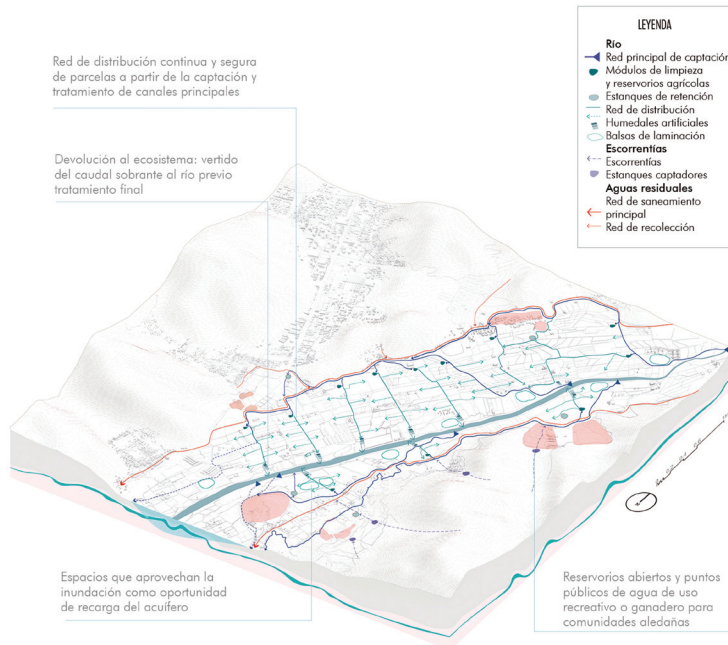 LEYENDA
Río
Red principal de captación
Módulos de limpieza
y reservorios agrícolas
Estanques de retención
Red de distribución
Humedales artificiales
Balsas de laminación
Escorrentías
Escorrentías
Estanques captadores
Aguas residuales
Red de saneamiento
principal
Red de recolección
Red de distribución continua y segura
de parcelas a partir de la captación y
tratamiento de canales principales
Devolución al ecosistema: vertido
del caudal sobrante al río previo
tratamiento final
Espacios que aprovechan la
inundación como oportunidad
de recarga del acuífero
Reservorios abiertos y puntos
públicos de agua de uso
recreativo o ganadero para
comunidades aledañas